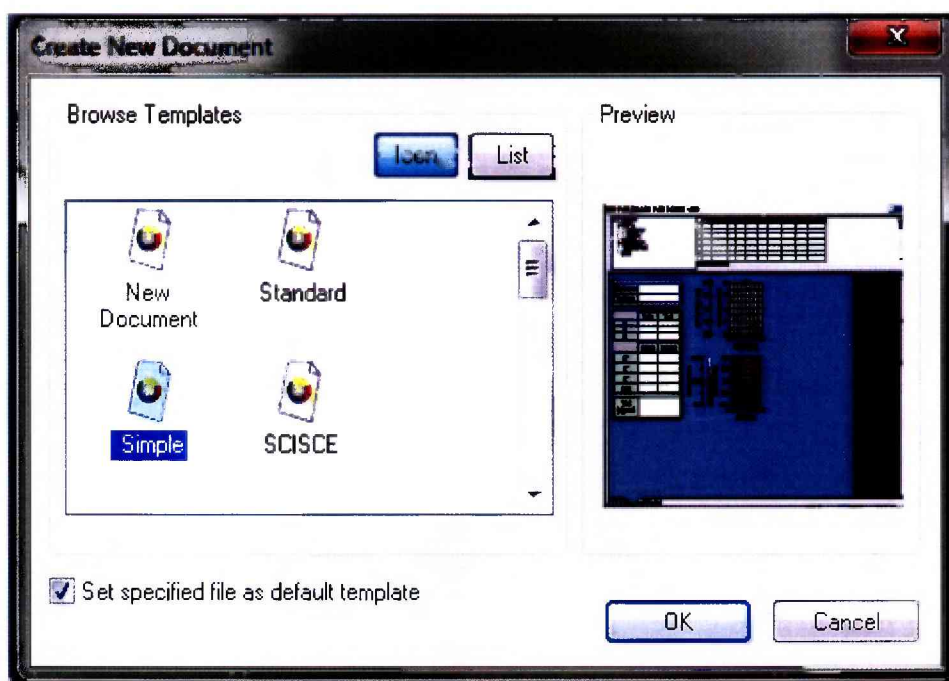 Create New Document
X
Browse Templates
Preview
Icon
List
New
Document
Standard
Simple
SCISCE
Set specified file as default template
OK
Cancel